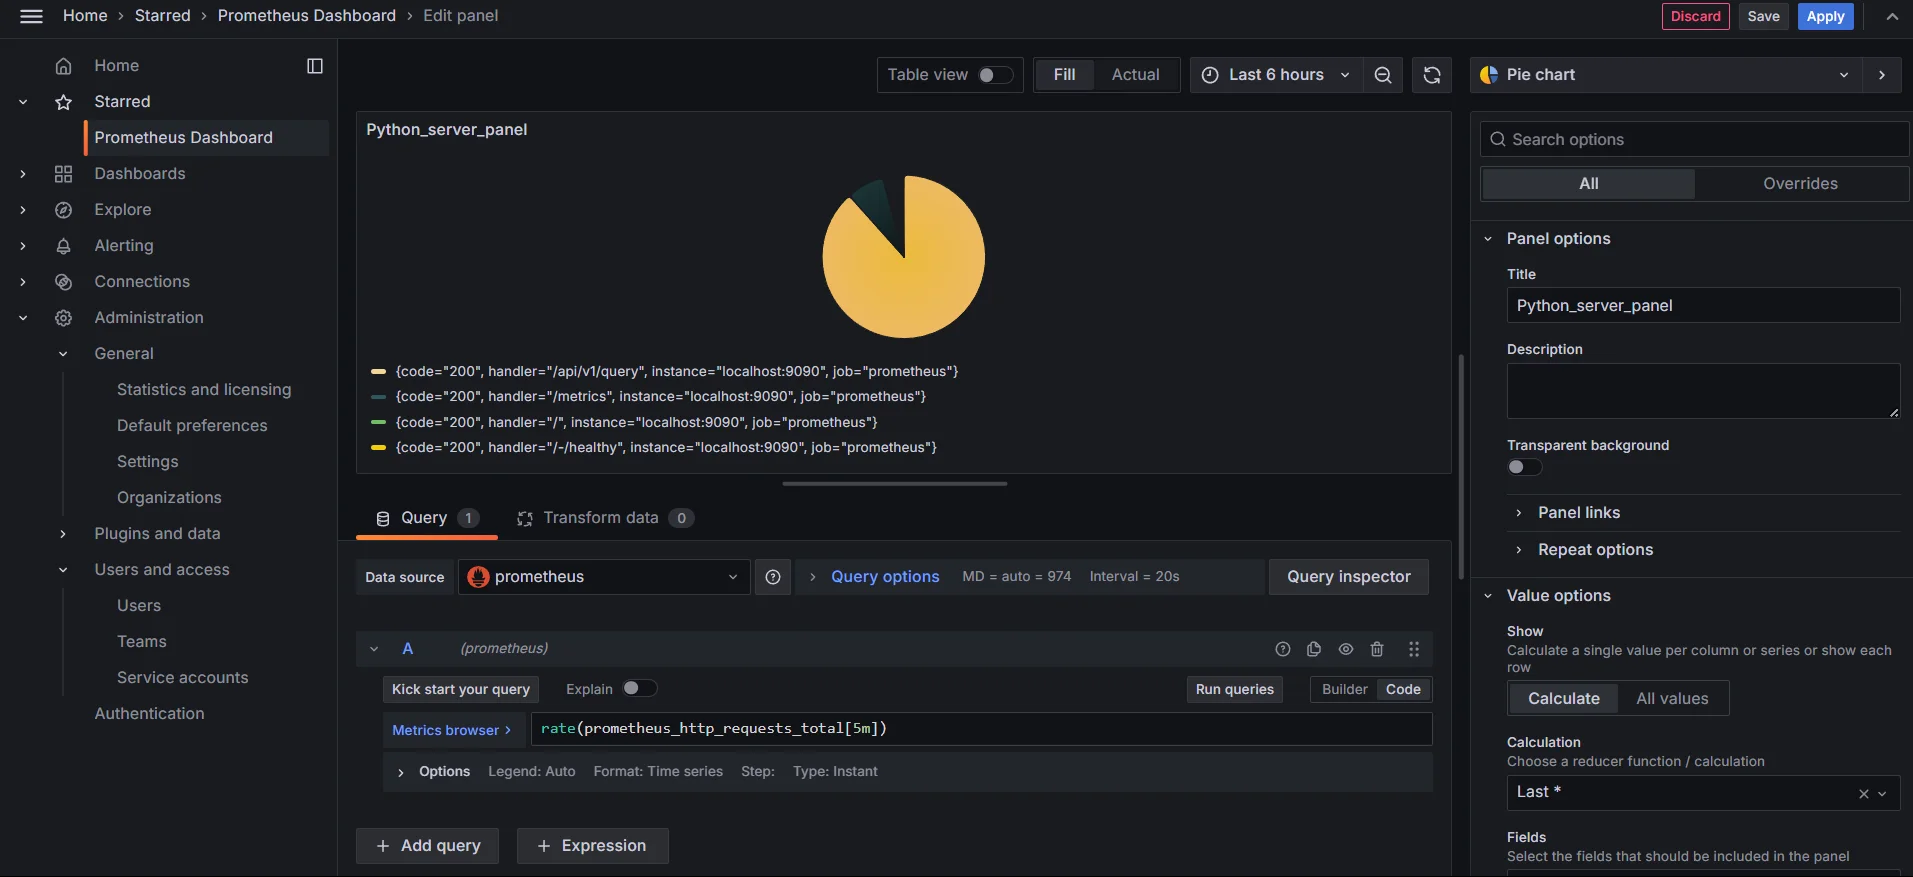 Home › Starred › Prometheus Dashboard › Edit panel
Discard Save Apply
Home
Starred
Prometheus Dashboard
Dashboards
Explore
Alerting
Connections
Administration
General
Statistics and licensing
Default preferences
Settings
Organizations
Plugins and data
Users and access
Users
Teams
Service accounts
Authentication
Table view Fill Actual Last 6 hours
Python_server_panel
{code="200", handler="/api/v1/query", instance="localhost:9090", job="prometheus"}
{code="200", handler="/metrics", instance="localhost:9090", job="prometheus"}
{code="200", handler="/", instance="localhost:9090", job="prometheus"}
{code="200", handler="/-/healthy", instance="localhost:9090", job="prometheus"}
Query 1 Transform data 0
Data source prometheus Query options MD = auto = 974 Interval = 20s Query inspector
A (prometheus)
Kick start your query Explain Run queries Builder Code
Metrics browser › rate(prometheus_http_requests_total[5m])
Options Legend: Auto Format: Time series Step: Type: Instant
+ Add query + Expression
Pie chart
Search options
All Overrides
Panel options
Title
Python_server_panel
Description
Transparent background
Panel links
Repeat options
Value options
Show
Calculate a single value per column or series or show each
row
Calculate All values
Calculation
Choose a reducer function / calculation
Last *
Fields
Select the fields that should be included in the panel